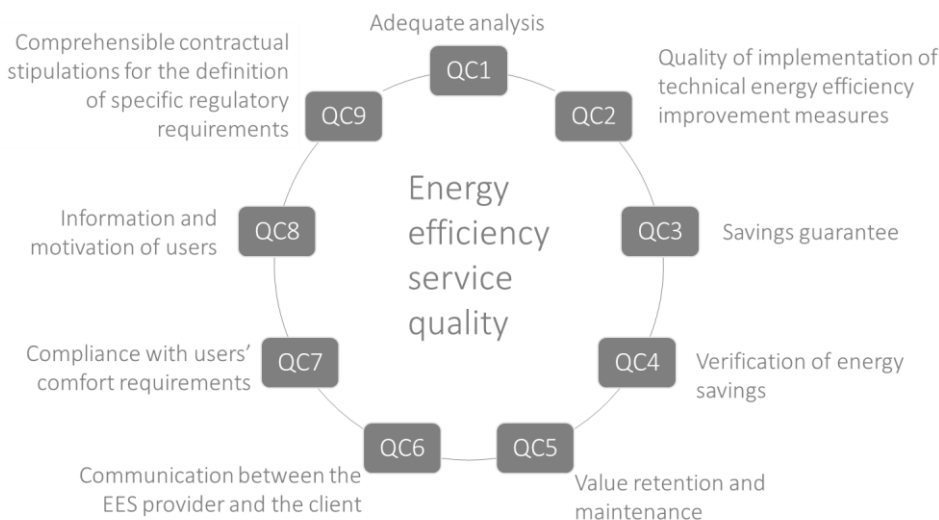 Adequate analysis
QC1
Quality of implementation of
technical energy efficiency
improvement measures
QC2
Savings guarantee
QC3
Verification of energy
savings
QC4
Value retention and
maintenance
QC5
Communication between the
EES provider and the client
QC6
Compliance with users’
comfort requirements
QC7
Information and
motivation of users
QC8
Comprehensible contractual
stipulations for the definition
of specific regulatory
requirements
QC9
Energy
efficiency
service
quality